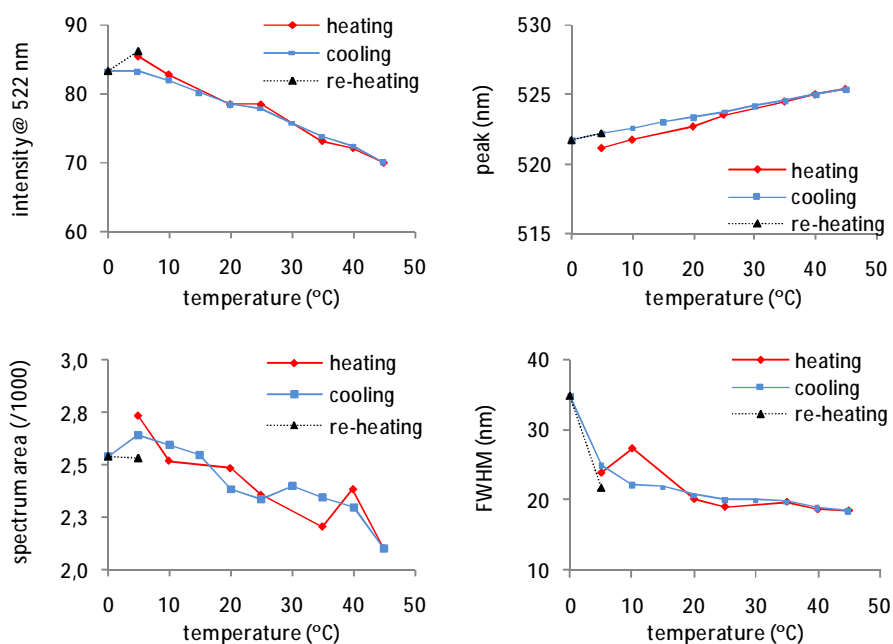 intensity@ 522 nm
90
80
70
60
0 10 20 30 40 50
temperature (°C)
heating
cooling
re-heating
peak (nm)
530
525
520
515
0 10 20 30 40 50
temperature (°C)
heating
cooling
re-heating
spectrum area (/1000)
3,0
2,8
2,5
2,3
2,0
0 10 20 30 40 50
temperature (°C)
heating
cooling
re-heating
FWHM (nm)
40
30
20
10
0 10 20 30 40 50
temperature (°C)
heating
cooling
re-heating